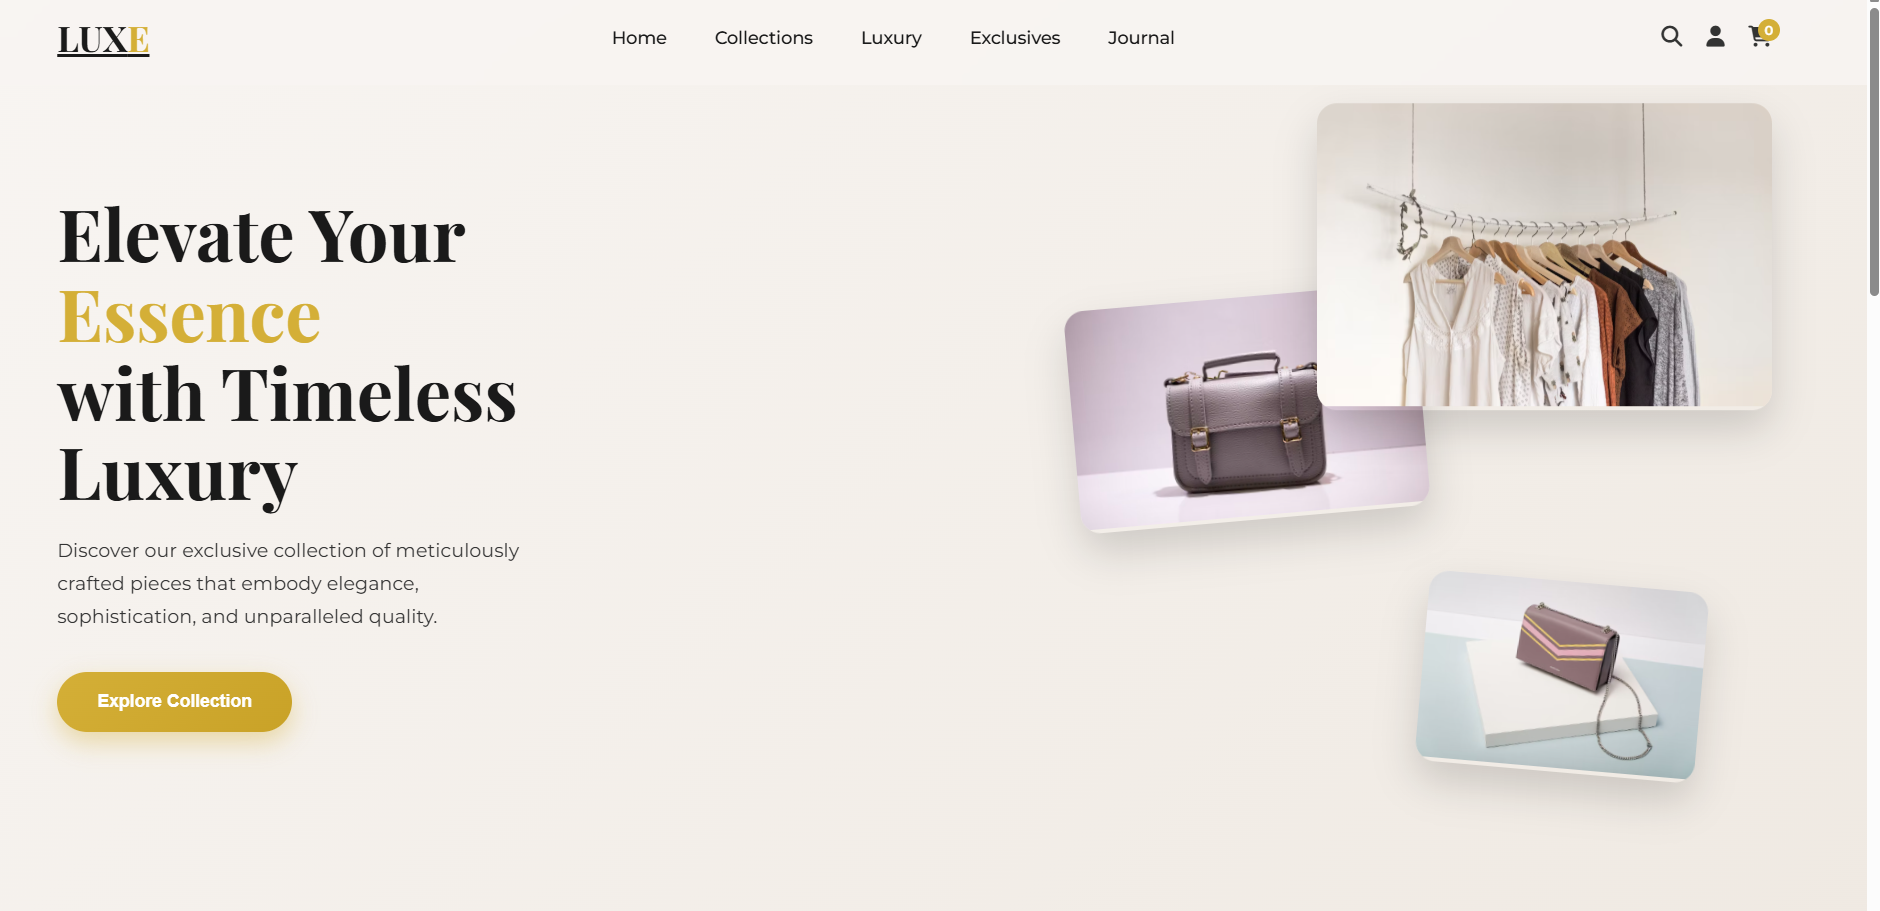 LUXE
Home Collections Luxury Exclusives Journal
0
Elevate Your
Essence
with Timeless
Luxury
Discover our exclusive collection of meticulously
crafted pieces that embody elegance,
sophistication, and unparalleled quality.
Explore Collection